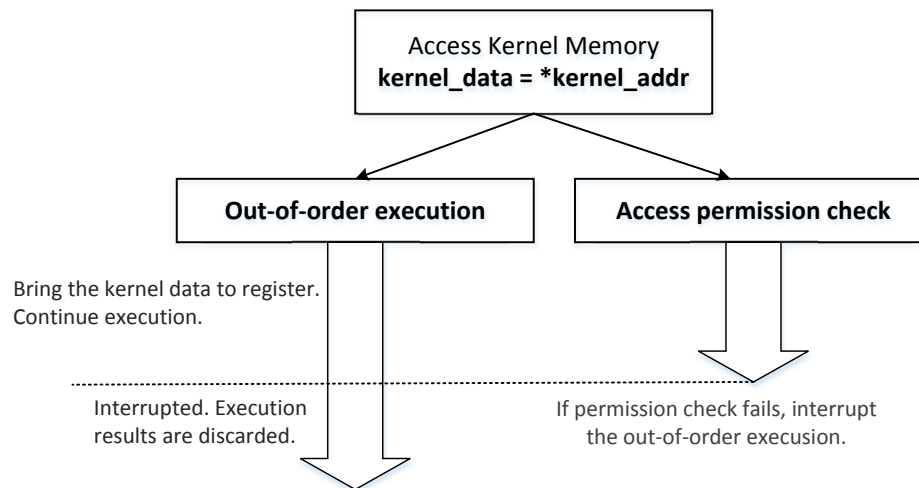 Access Kernel Memory
kernel_data = *kernel_addr
Out-of-order execution
Access permission check
Bring the kernel data to register.
Continue execution.
Interrupted. Execution
results are discarded.
If permission check fails, interrupt
the out-of-order execusion.